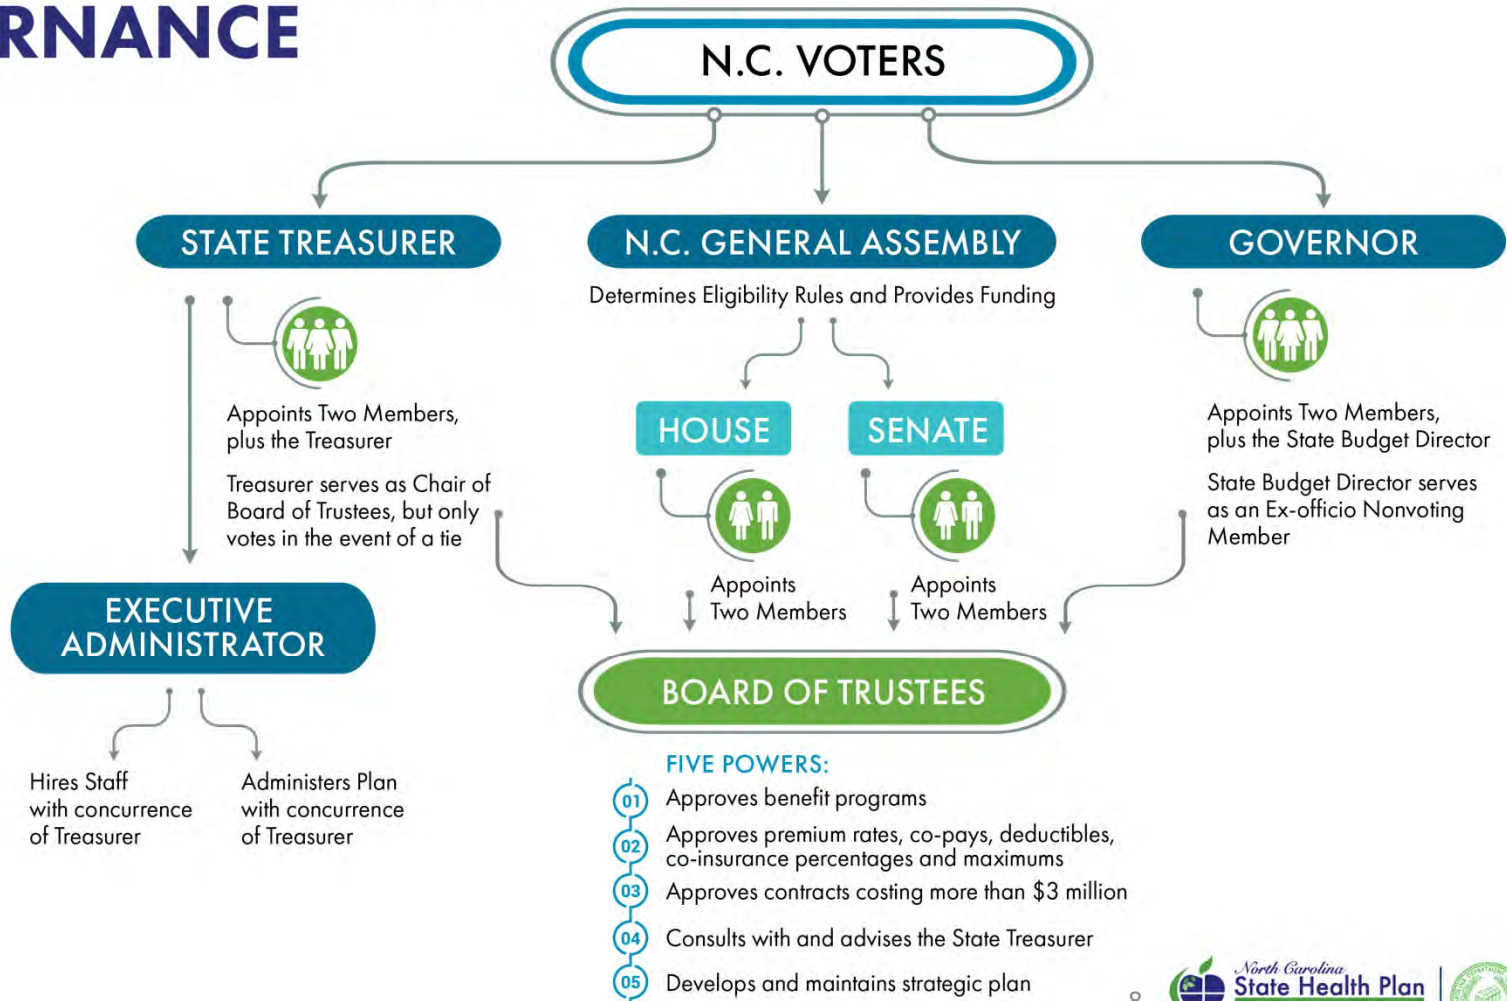 RNANCE
N.C. VOTERS
STATE TREASURER
N.C. GENERAL ASSEMBLY
GOVERNOR
Determines Eligibility Rules and Provides Funding
Appoints Two Members,
plus the Treasurer
Treasurer serves as Chair of
Board of Trustees, but only
votes in the event of a tie
HOUSE
SENATE
Appoints
Two Members
Appoints
Two Members
Appoints Two Members,
plus the State Budget Director
State Budget Director serves
as an Ex-officio Nonvoting
Member
EXECUTIVE
ADMINISTRATOR
Hires Staff
with concurrence
of Treasurer
Administers Plan
with concurrence
of Treasurer
BOARD OF TRUSTEES
FIVE POWERS:
01 Approves benefit programs
02 Approves premium rates, co-pays, deductibles,
co-insurance percentages and maximums
03 Approves contracts costing more than $3 million
04 Consults with and advises the State Treasurer
05 Develops and maintains strategic plan
North Carolina
State Health Plan